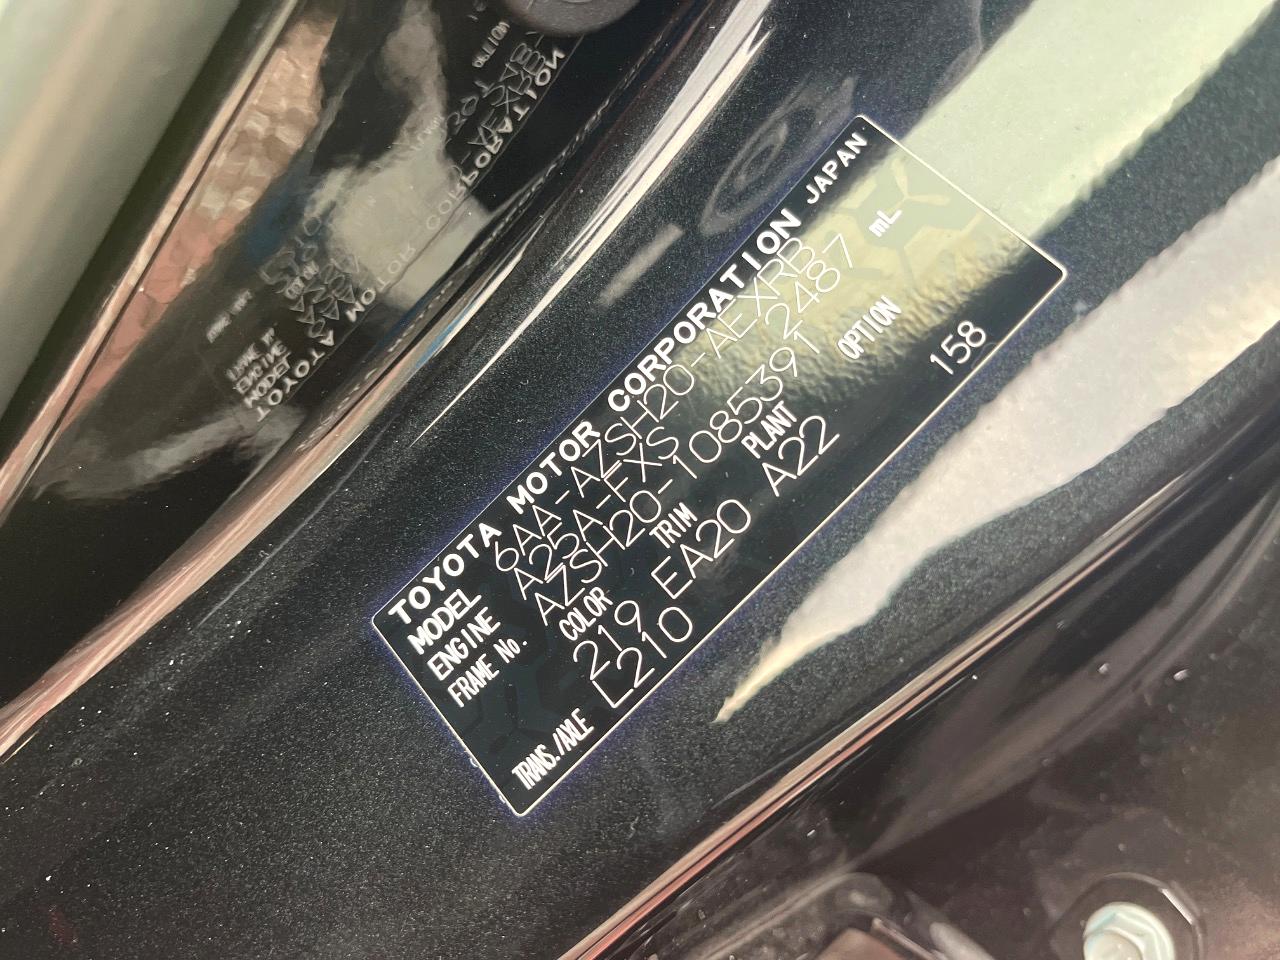 TOYOTA MOTOR CORPORATION JAPAN
MODEL 6AA-AZSH20-AEXRB
ENGINE A25A-FXS 2487 mL
FRAME No. AZSH20-1085391
COLOR TRIM PLANT OPTION
219 EA20 A22 158
TRANS./AXLE L210